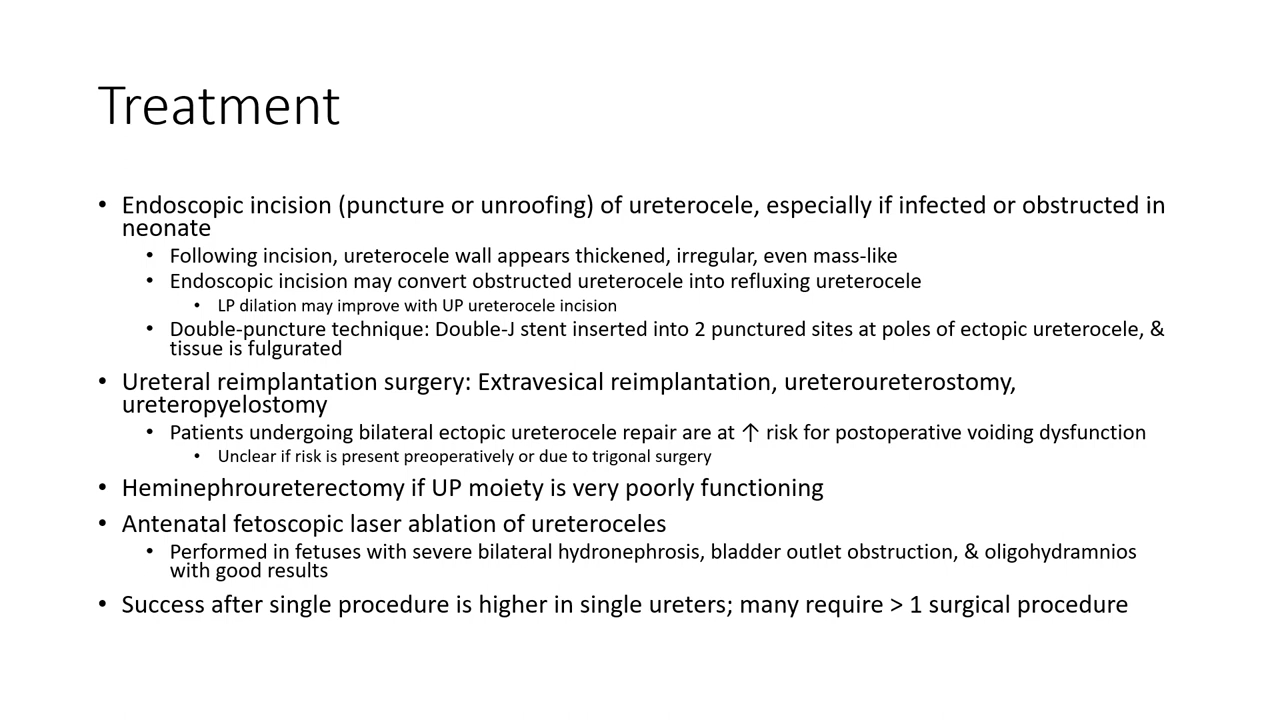 Treatment
• Endoscopic incision (puncture or unroofing) of ureterocele, especially if infected or obstructed in
neonate
• Following incision, ureterocele wall appears thickened, irregular, even mass-like
• Endoscopic incision may convert obstructed ureterocele into refluxing ureterocele
• LP dilation may improve with UP ureterocele incision
• Double-puncture technique: Double-J stent inserted into 2 punctured sites at poles of ectopic ureterocele, &
tissue is fulgurated
• Ureteral reimplantation surgery: Extravesical reimplantation, ureteroureterostomy,
ureteropyelostomy
• Patients undergoing bilateral ectopic ureterocele repair are at ↑ risk for postoperative voiding dysfunction
• Unclear if risk is present preoperatively or due to trigonal surgery
• Heminephroureterectomy if UP moiety is very poorly functioning
• Antenatal fetoscopic laser ablation of ureteroceles
• Performed in fetuses with severe bilateral hydronephrosis, bladder outlet obstruction, & oligohydramnios
with good results
• Success after single procedure is higher in single ureters; many require > 1 surgical procedure